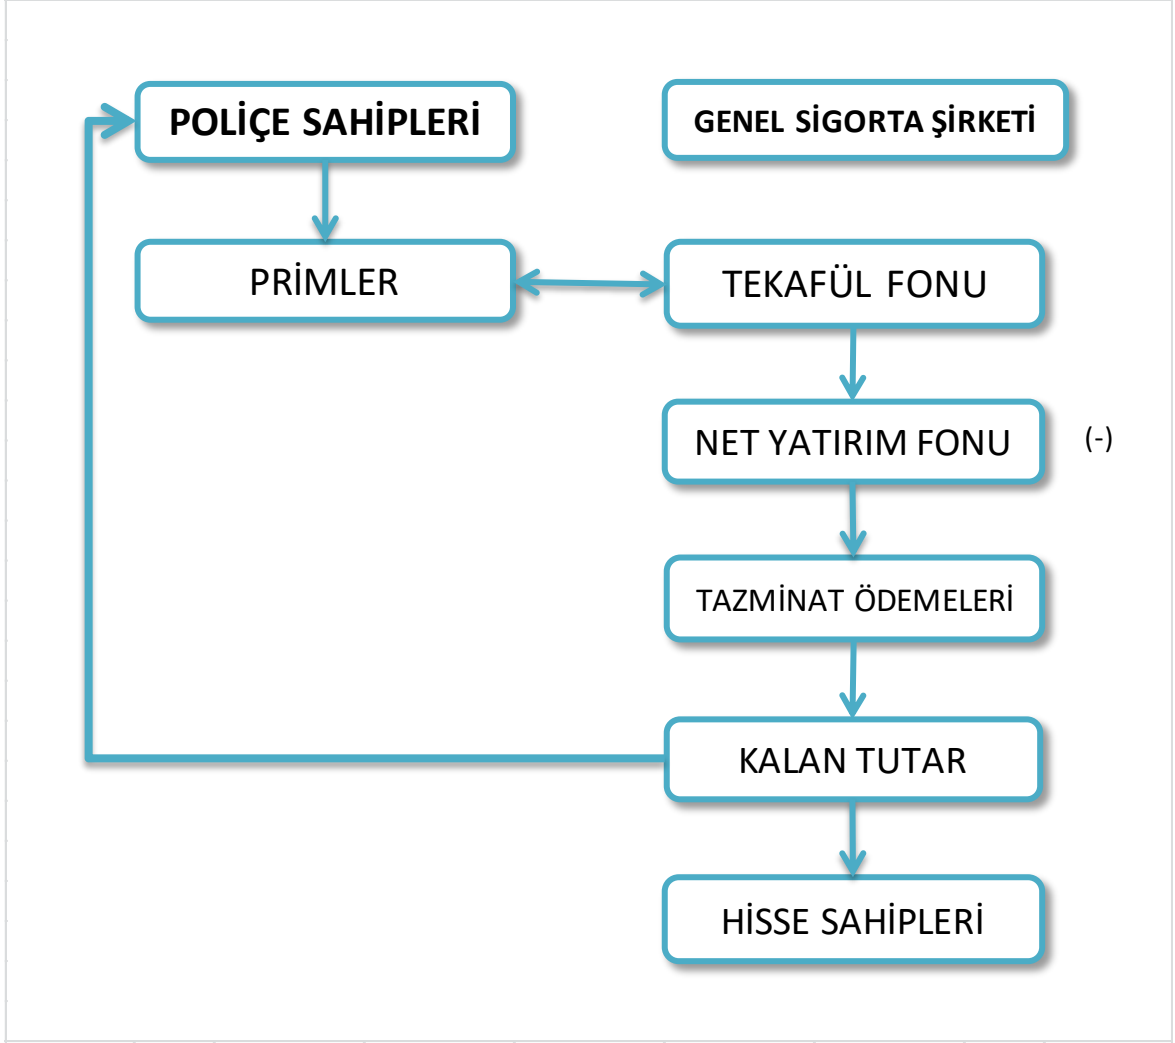 POLİÇE SAHİPLERİ
GENEL SİGORTA ŞİRKETİ
PRİMLER
TEKAFÜL FONU
NET YATIRIM FONU
(-)
TAZMİNAT ÖDEMELERİ
KALAN TUTAR
HİSSE SAHİPLERİ